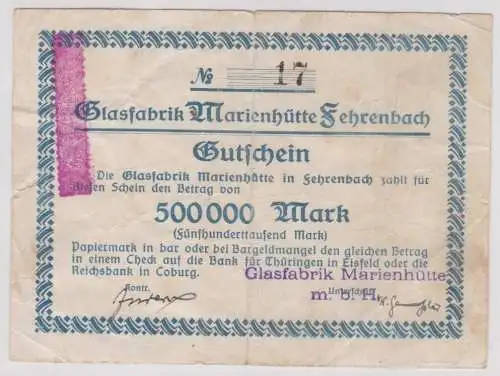 № 17
Glasfabrik Marienhütte Fehrenbach
Gutschein
Die Glasfabrik Marienhütte in Fehrenbach zahlt für
diesen Schein den Betrag von
500000 Mark
(Fünfhunderttausend Mark)
Papiermark in bar oder bei Bargeldmangel den gleichen Betrag
in einem Check auf die Bank für Thüringen in Eisfeld oder die
Reichsbank in Coburg.
Glasfabrik Marienhütte
m. b. H.
Kontr.
Unterschrift